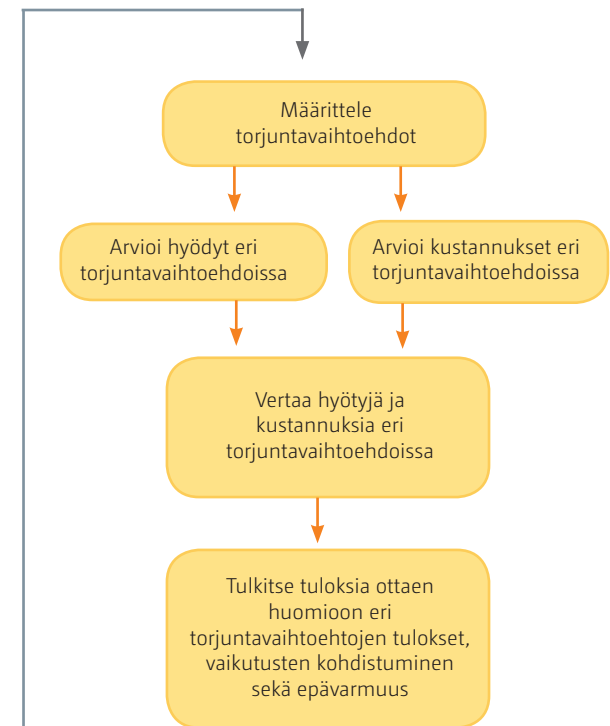 Määrittele
torjuntavaihtoehdot
Arvioi hyödyt eri
torjuntavaihtoehdoissa
Arvioi kustannukset eri
torjuntavaihtoehdoissa
Vertaa hyötyjä ja
kustannuksia eri
torjuntavaihtoehdoissa
Tulkitse tuloksia ottaen
huomioon eri
torjuntavaihtoehtojen tulokset,
vaikutusten kohdistuminen
sekä epävarmuus